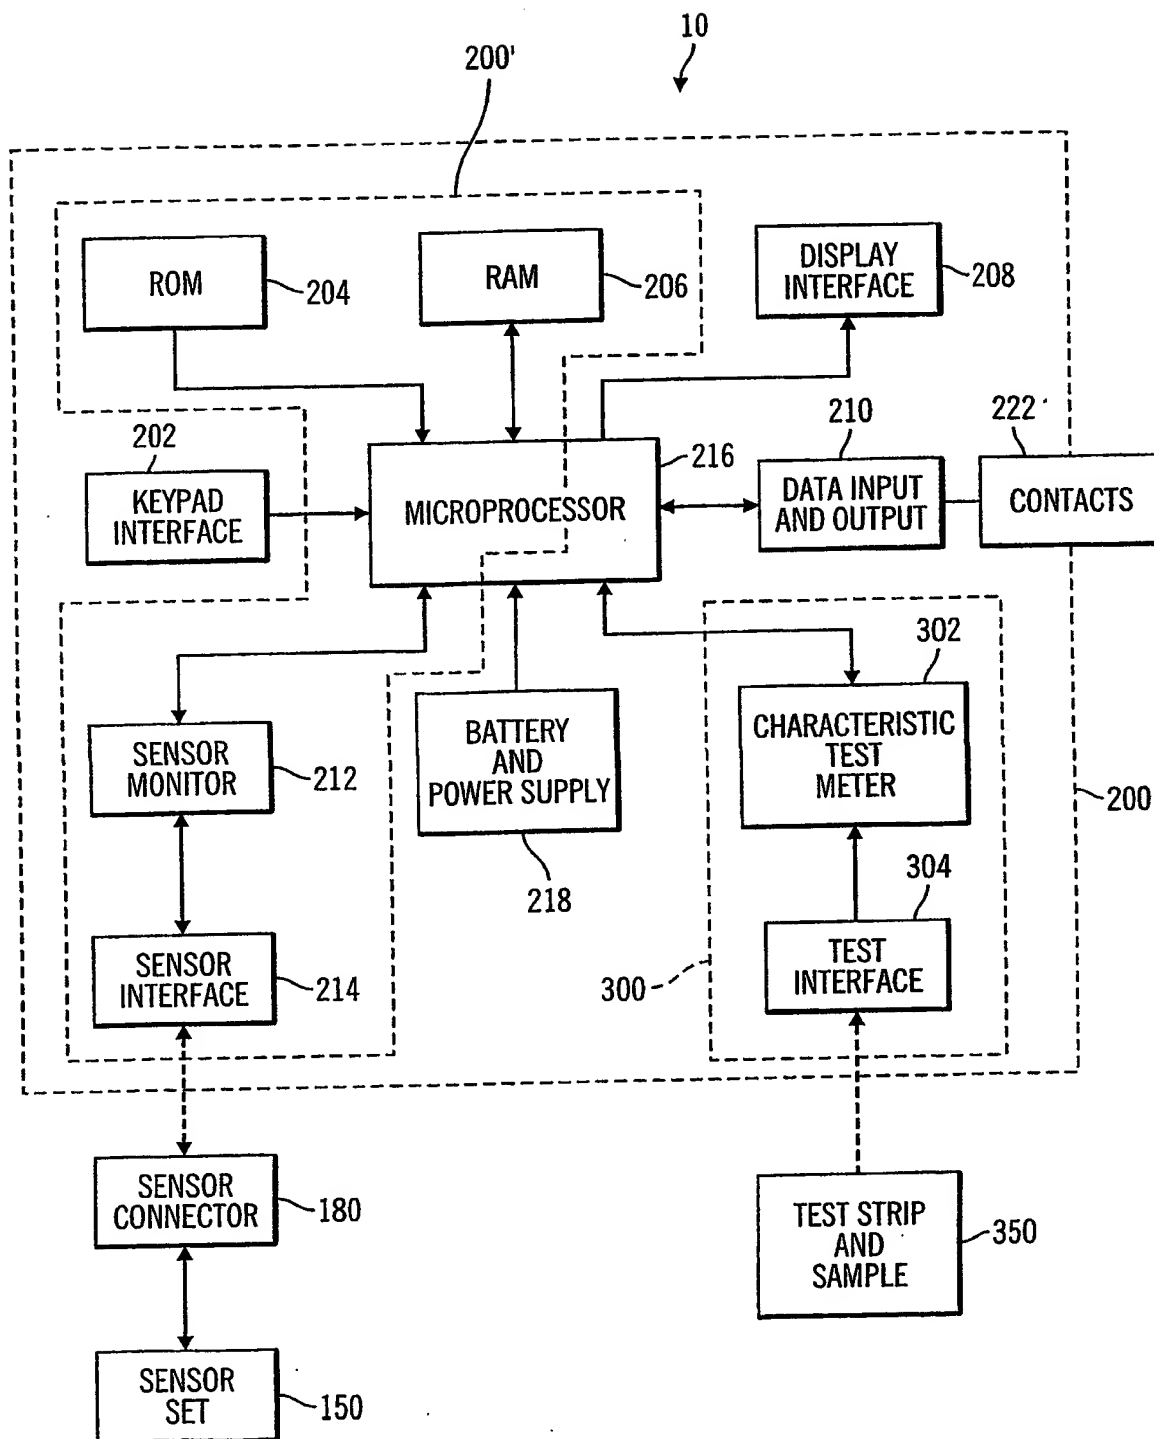 10
200'
ROM
204
RAM
206
DISPLAY
INTERFACE
208
202
KEYPAD
INTERFACE
MICROPROCESSOR
216
210
DATA INPUT
AND OUTPUT
222
CONTACTS
SENSOR
MONITOR
212
BATTERY
AND
POWER SUPPLY
218
302
CHARACTERISTIC
TEST
METER
200
304
TEST
INTERFACE
300
SENSOR
INTERFACE
214
SENSOR
CONNECTOR
180
TEST STRIP
AND
SAMPLE
350
SENSOR
SET
150